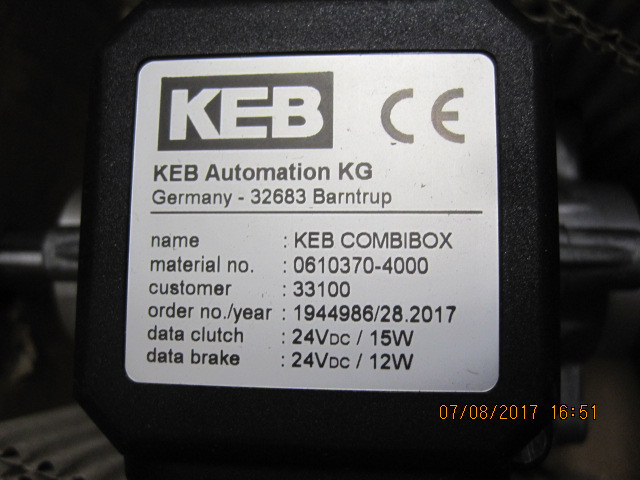 KEB CE
KEB Automation KG
Germany - 32683 Barntrup
name : KEB COMBIBOX
material no. : 0610370-4000
customer : 33100
order no./year : 1944986/28.2017
data clutch : 24VDC / 15W
data brake : 24VDC / 12W
07/08/2017 16:51